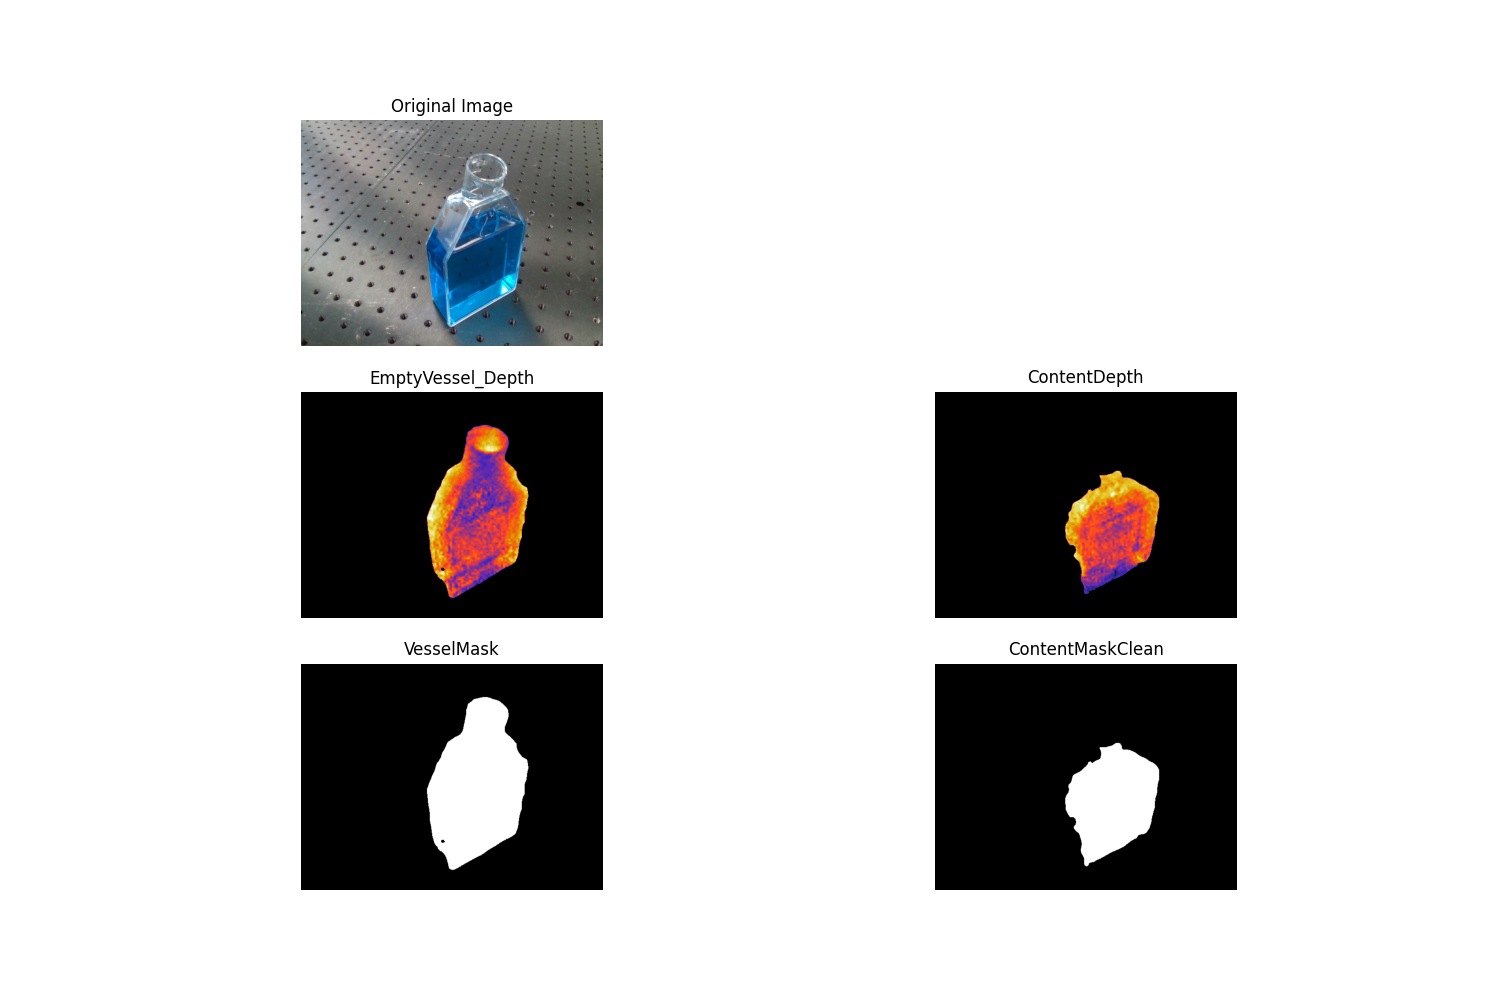 Original Image
EmptyVessel_Depth
ContentDepth
VesselMask
ContentMaskClean